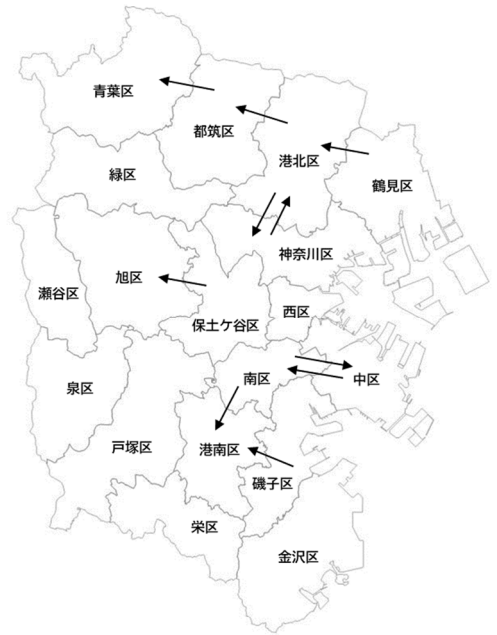 青葉区
都筑区
港北区
緑区
鶴見区
神奈川区
旭区
瀬谷区
西区
保土ケ谷区
南区
中区
泉区
戸塚区
港南区
磯子区
栄区
金沢区